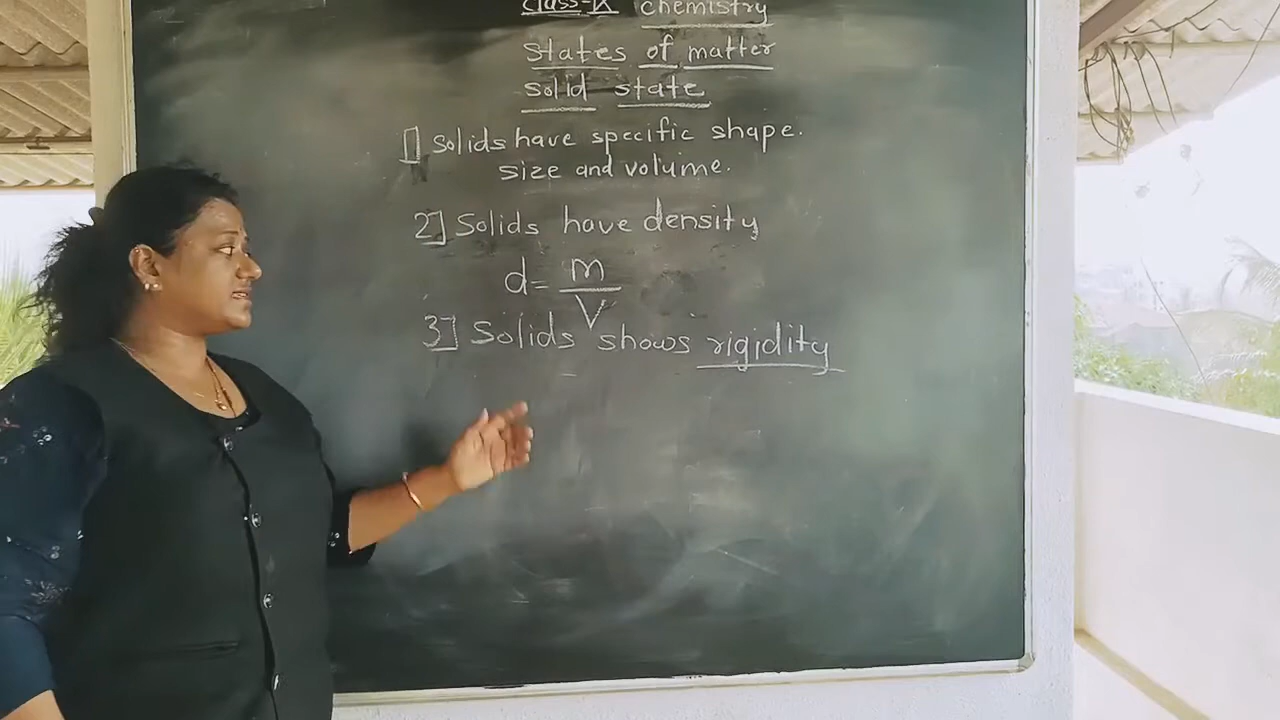 class-IX chemistry
States of matter
solid state
1] Solids have specific shape.
size and volume.
2] Solids have density
d = m/V
3] Solids shows rigidity